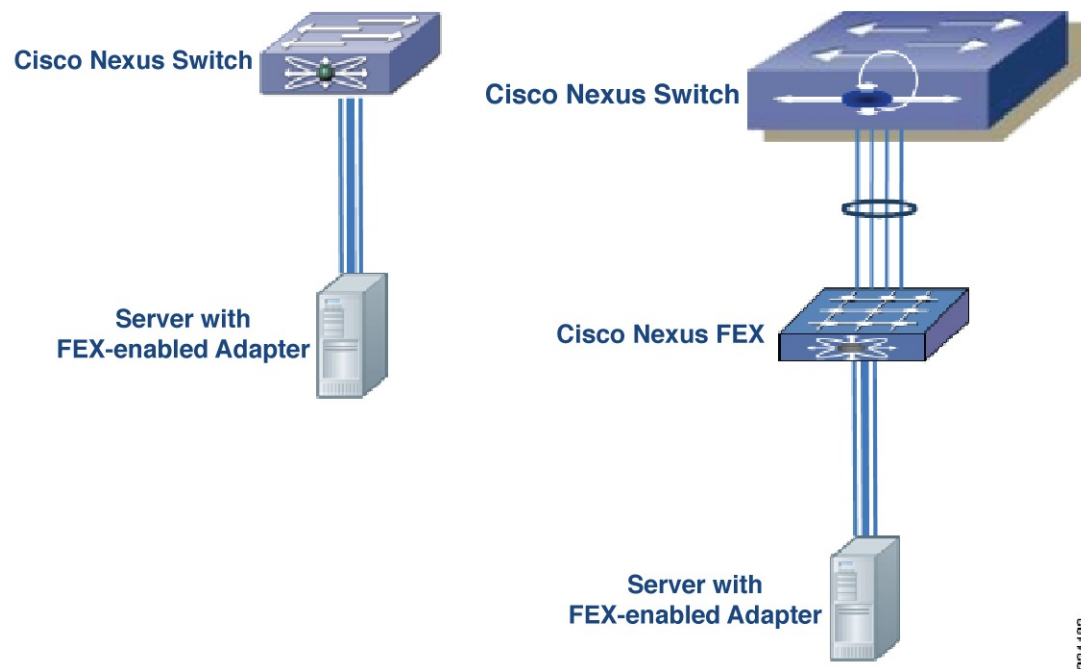 Cisco Nexus Switch
Server with
FEX-enabled Adapter
Cisco Nexus Switch
Cisco Nexus FEX
Server with
FEX-enabled Adapter